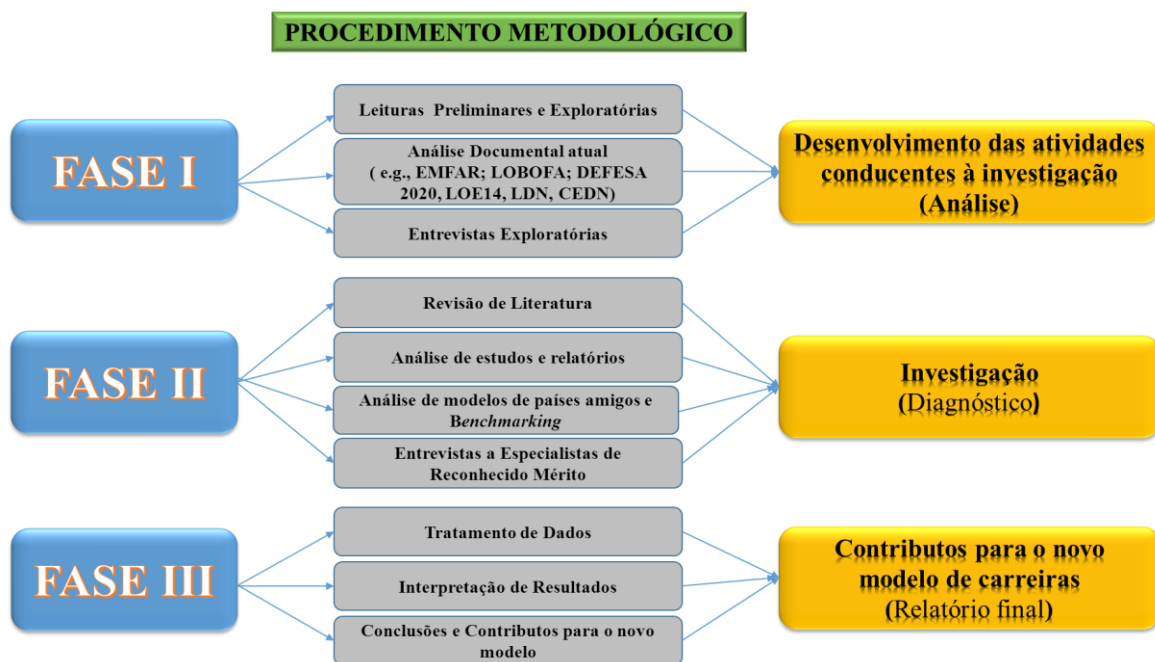 PROCEDIMENTO METODOLÓGICO
FASE I
Leituras Preliminares e Exploratórias
Análise Documental atual
( e.g., EMFAR; LOBOFA; DEFESA
2020, LOE14, LDN, CEDN)
Entrevistas Exploratórias
Desenvolvimento das atividades
conducentes à investigação
(Análise)
FASE II
Revisão de Literatura
Análise de estudos e relatórios
Análise de modelos de países amigos e
Benchmarking
Entrevistas a Especialistas de
Reconhecido Mérito
Investigação
(Diagnóstico)
FASE III
Tratamento de Dados
Interpretação de Resultados
Conclusões e Contributos para o novo
modelo
Contributos para o novo
modelo de carreiras
(Relatório final)